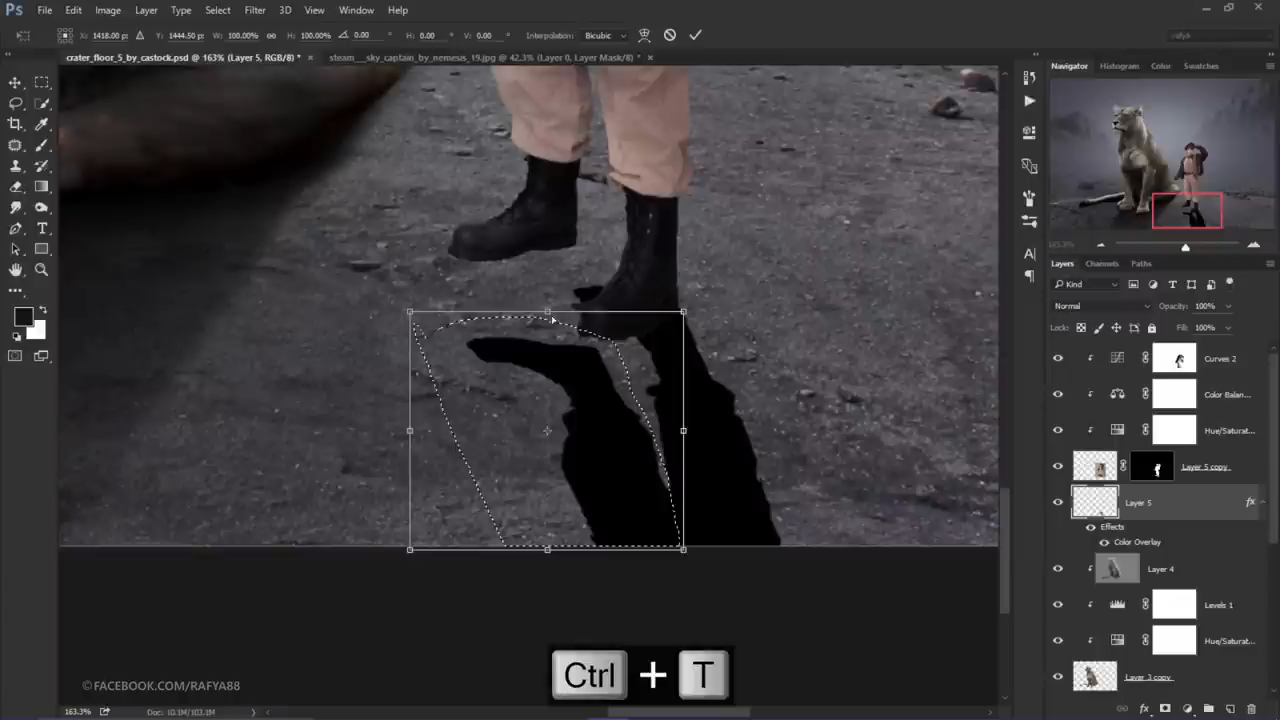 Ps File Edit Image Layer Type Select Filter 3D View Window Help
X: 1418.00 px Y: 1444.50 px W: 100.00% H: 100.00% 0.00 ° H: 0.00 ° V: 0.00 ° Interpolation: Bicubic
crater_floor_5_by_castock.psd @ 163% (Layer 5, RGB/8) * × steam__sky_captain_by_nemesis_19.jpg @ 42.3% (Layer 0, Layer Mask/8) * ×
Navigator Histogram Color Swatches
163.3%
Layers Channels Paths
Kind
Normal Opacity: 100%
Lock: Fill: 100%
Curves 2
Color Balan...
Hue/Saturat...
Layer 5 copy
Layer 5 fx
Effects
Color Overlay
Layer 4
Levels 1
Hue/Saturat...
Layer 3 copy
Ctrl + T
©FACEBOOK.COM/RAFYA88
163.3% Doc: 10.1M/103.1M